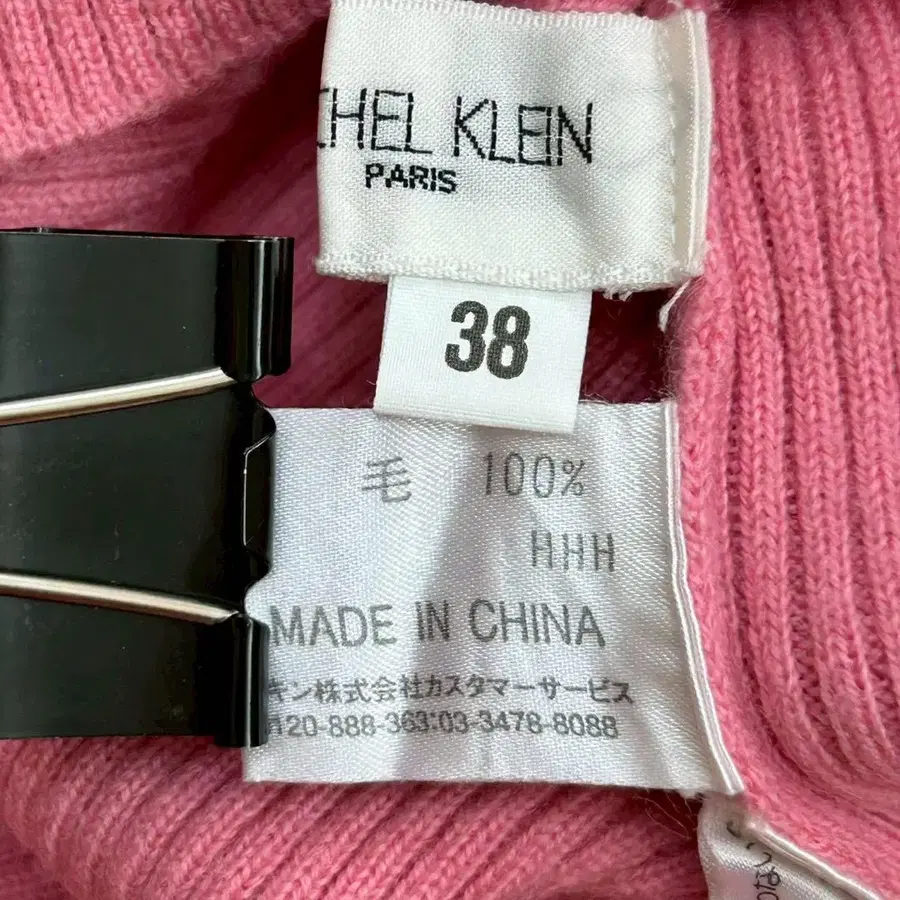 CHEL KLEIN
PARIS
38
毛 100%
HHH
MADE IN CHINA
キン株式会社カスタマーサービス
120-888-363:03-3478-8088